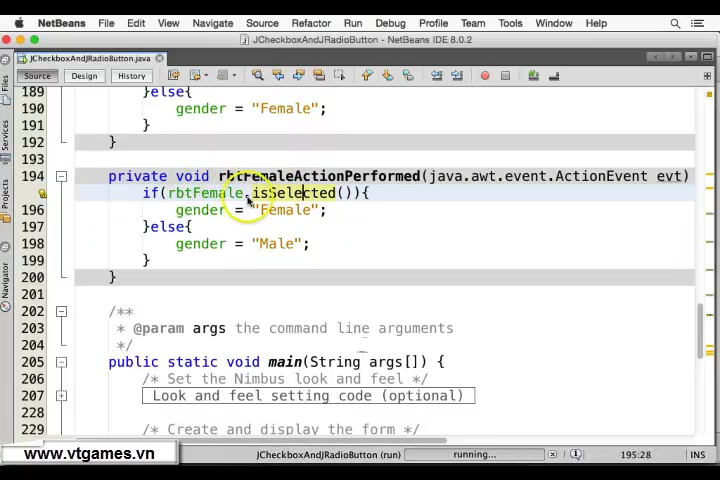 NetBeans File Edit View Navigate Source Refactor Run Debug Profile Team Tools Window Help
JCheckboxAndJRadioButton - NetBeans IDE 8.0.2
JCheckboxAndJRadioButton.java
Source Design History
Files
Services
Projects
Navigator
189 }else{
190 gender = "Female";
191 }
192 }
193
194 private void rbtFemaleActionPerformed(java.awt.event.ActionEvent evt)
if(rbtFemale.isSelected()){
196 gender = "Female";
197 }else{
198 gender = "Male";
199 }
200 }
201
202 /**
203 * @param args the command line arguments
204 */
205 public static void main(String args[]) {
206 /* Set the Nimbus look and feel */
207 Look and feel setting code (optional)
228
229 /* Create and display the form */
www.vtgames.vn
JCheckboxAndJRadioButton (run) running... 195:28 INS